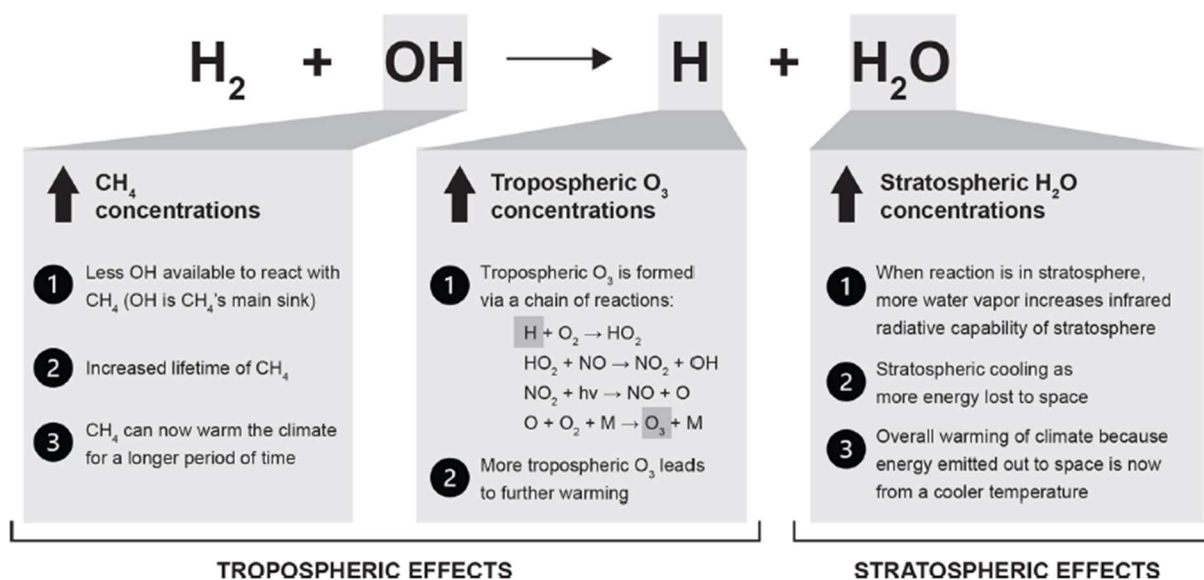 H₂ + OH → H + H₂O
CH₄
concentrations
1 Less OH available to react with
CH₄ (OH is CH₄'s main sink)
2 Increased lifetime of CH₄
3 CH₄ can now warm the climate
for a longer period of time
Tropospheric O₃
concentrations
1 Tropospheric O₃ is formed
via a chain of reactions:
H + O₂ → HO₂
HO₂ + NO → NO₂ + OH
NO₂ + hv → NO + O
O + O₂ + M → O₃ + M
2 More tropospheric O₃ leads
to further warming
Stratospheric H₂O
concentrations
1 When reaction is in stratosphere,
more water vapor increases infrared
radiative capability of stratosphere
2 Stratospheric cooling as
more energy lost to space
3 Overall warming of climate because
energy emitted out to space is now
from a cooler temperature
TROPOSPHERIC EFFECTS
STRATOSPHERIC EFFECTS